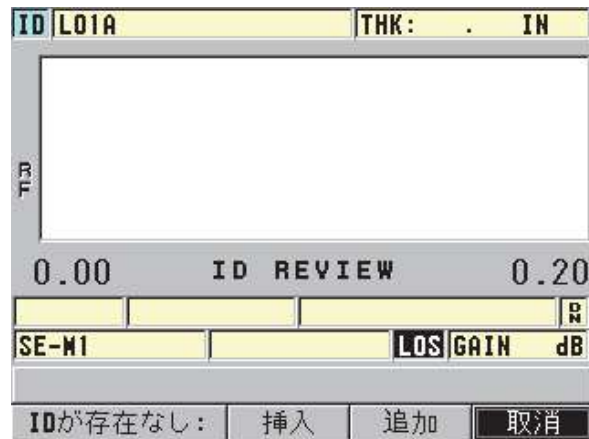 ID L01A THK: . IN
RF
0.00 ID REVIEW 0.20
DN
SE-M1 LOS GAIN dB
IDが存在なし: 挿入 追加 取消